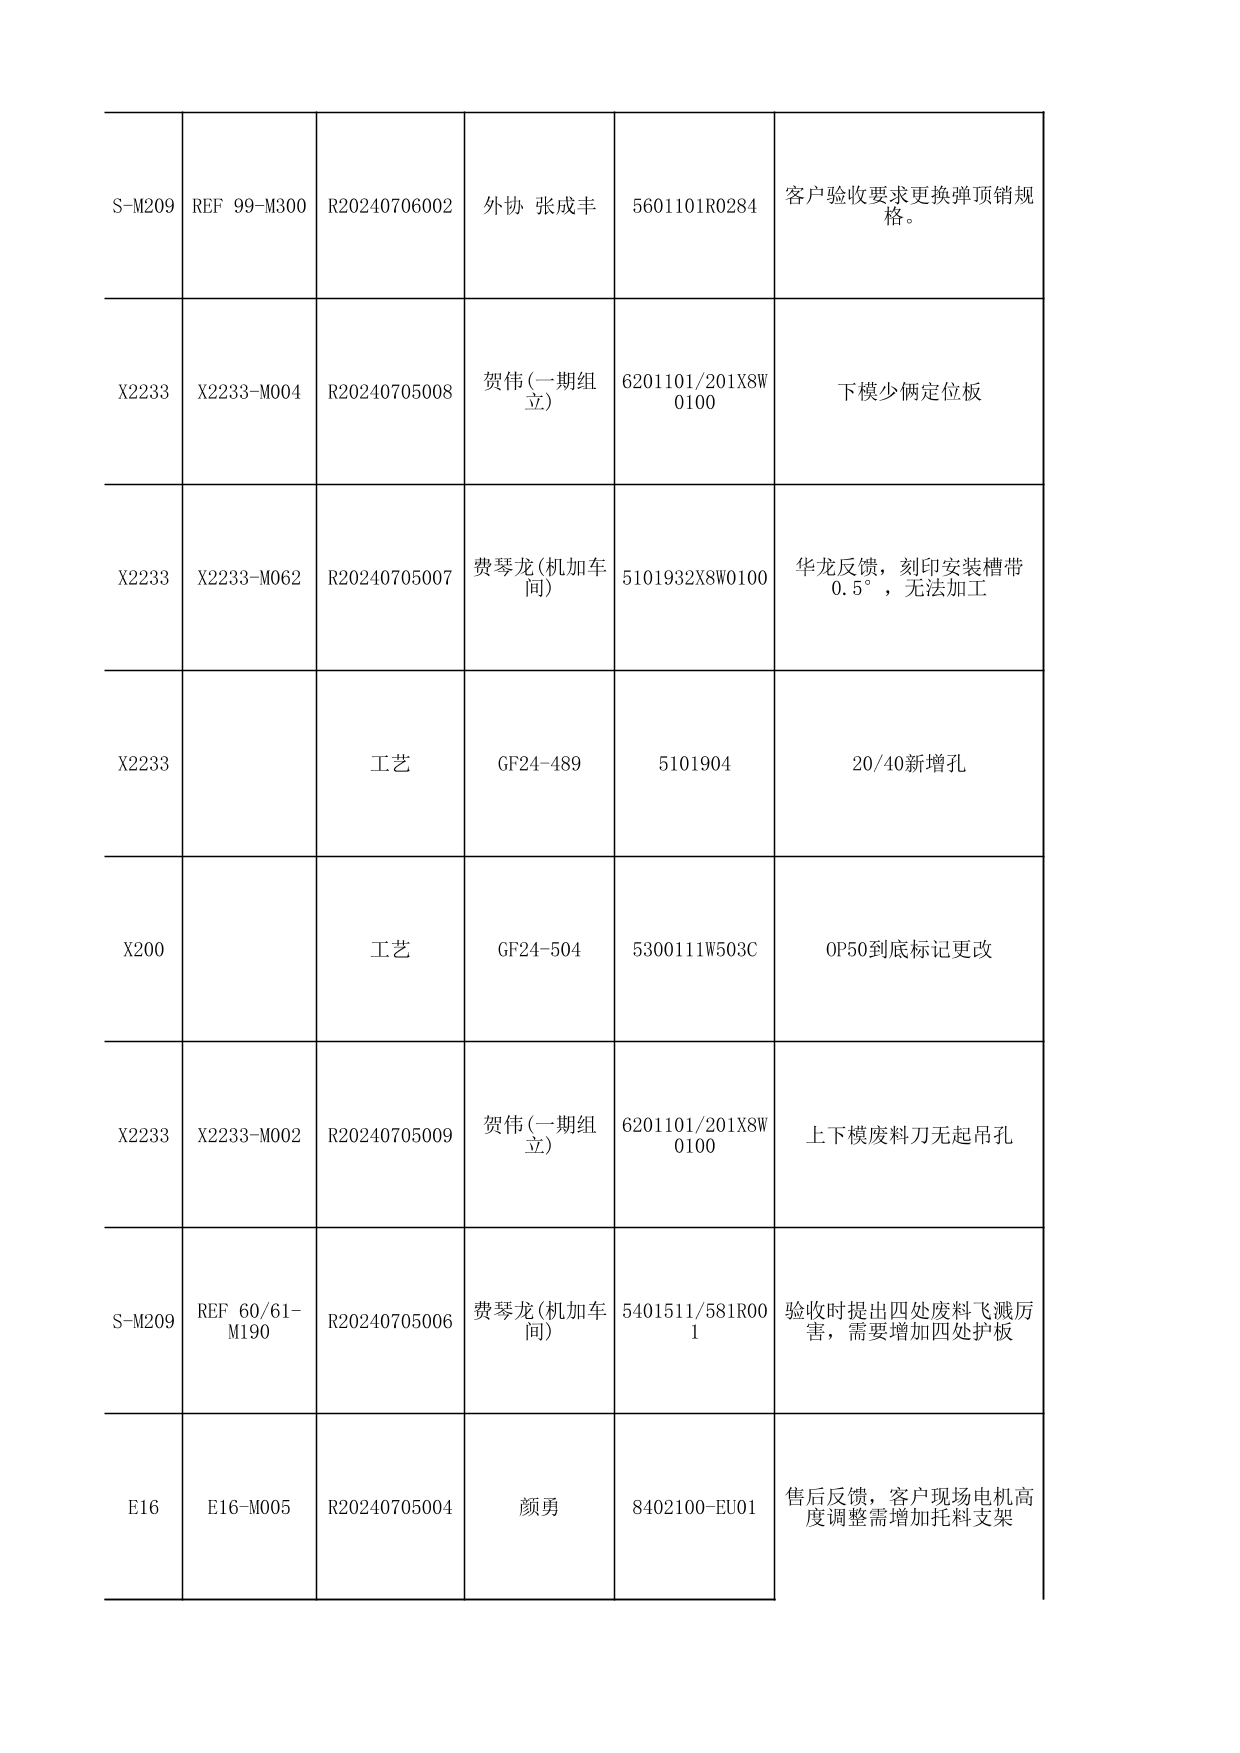 S-M209 REF 99-M300 R20240706002 外协 张成丰 5601101R0284 客户验收要求更换弹顶销规
格。
X2233 X2233-M004 R20240705008 贺伟(一期组
立) 6201101/201X8W
0100 下模少俩定位板
X2233 X2233-M062 R20240705007 费琴龙(机加车
间) 5101932X8W0100 华龙反馈，刻印安装槽带
0.5°，无法加工
X2233 工艺 GF24-489 5101904 20/40新增孔
X200 工艺 GF24-504 5300111W503C OP50到底标记更改
X2233 X2233-M002 R20240705009 贺伟(一期组
立) 6201101/201X8W
0100 上下模废料刀无起吊孔
S-M209 REF 60/61-
M190 R20240705006 费琴龙(机加车
间) 5401511/581R00
1 验收时提出四处废料飞溅厉
害，需要增加四处护板
E16 E16-M005 R20240705004 颜勇 8402100-EU01 售后反馈，客户现场电机高
度调整需增加托料支架